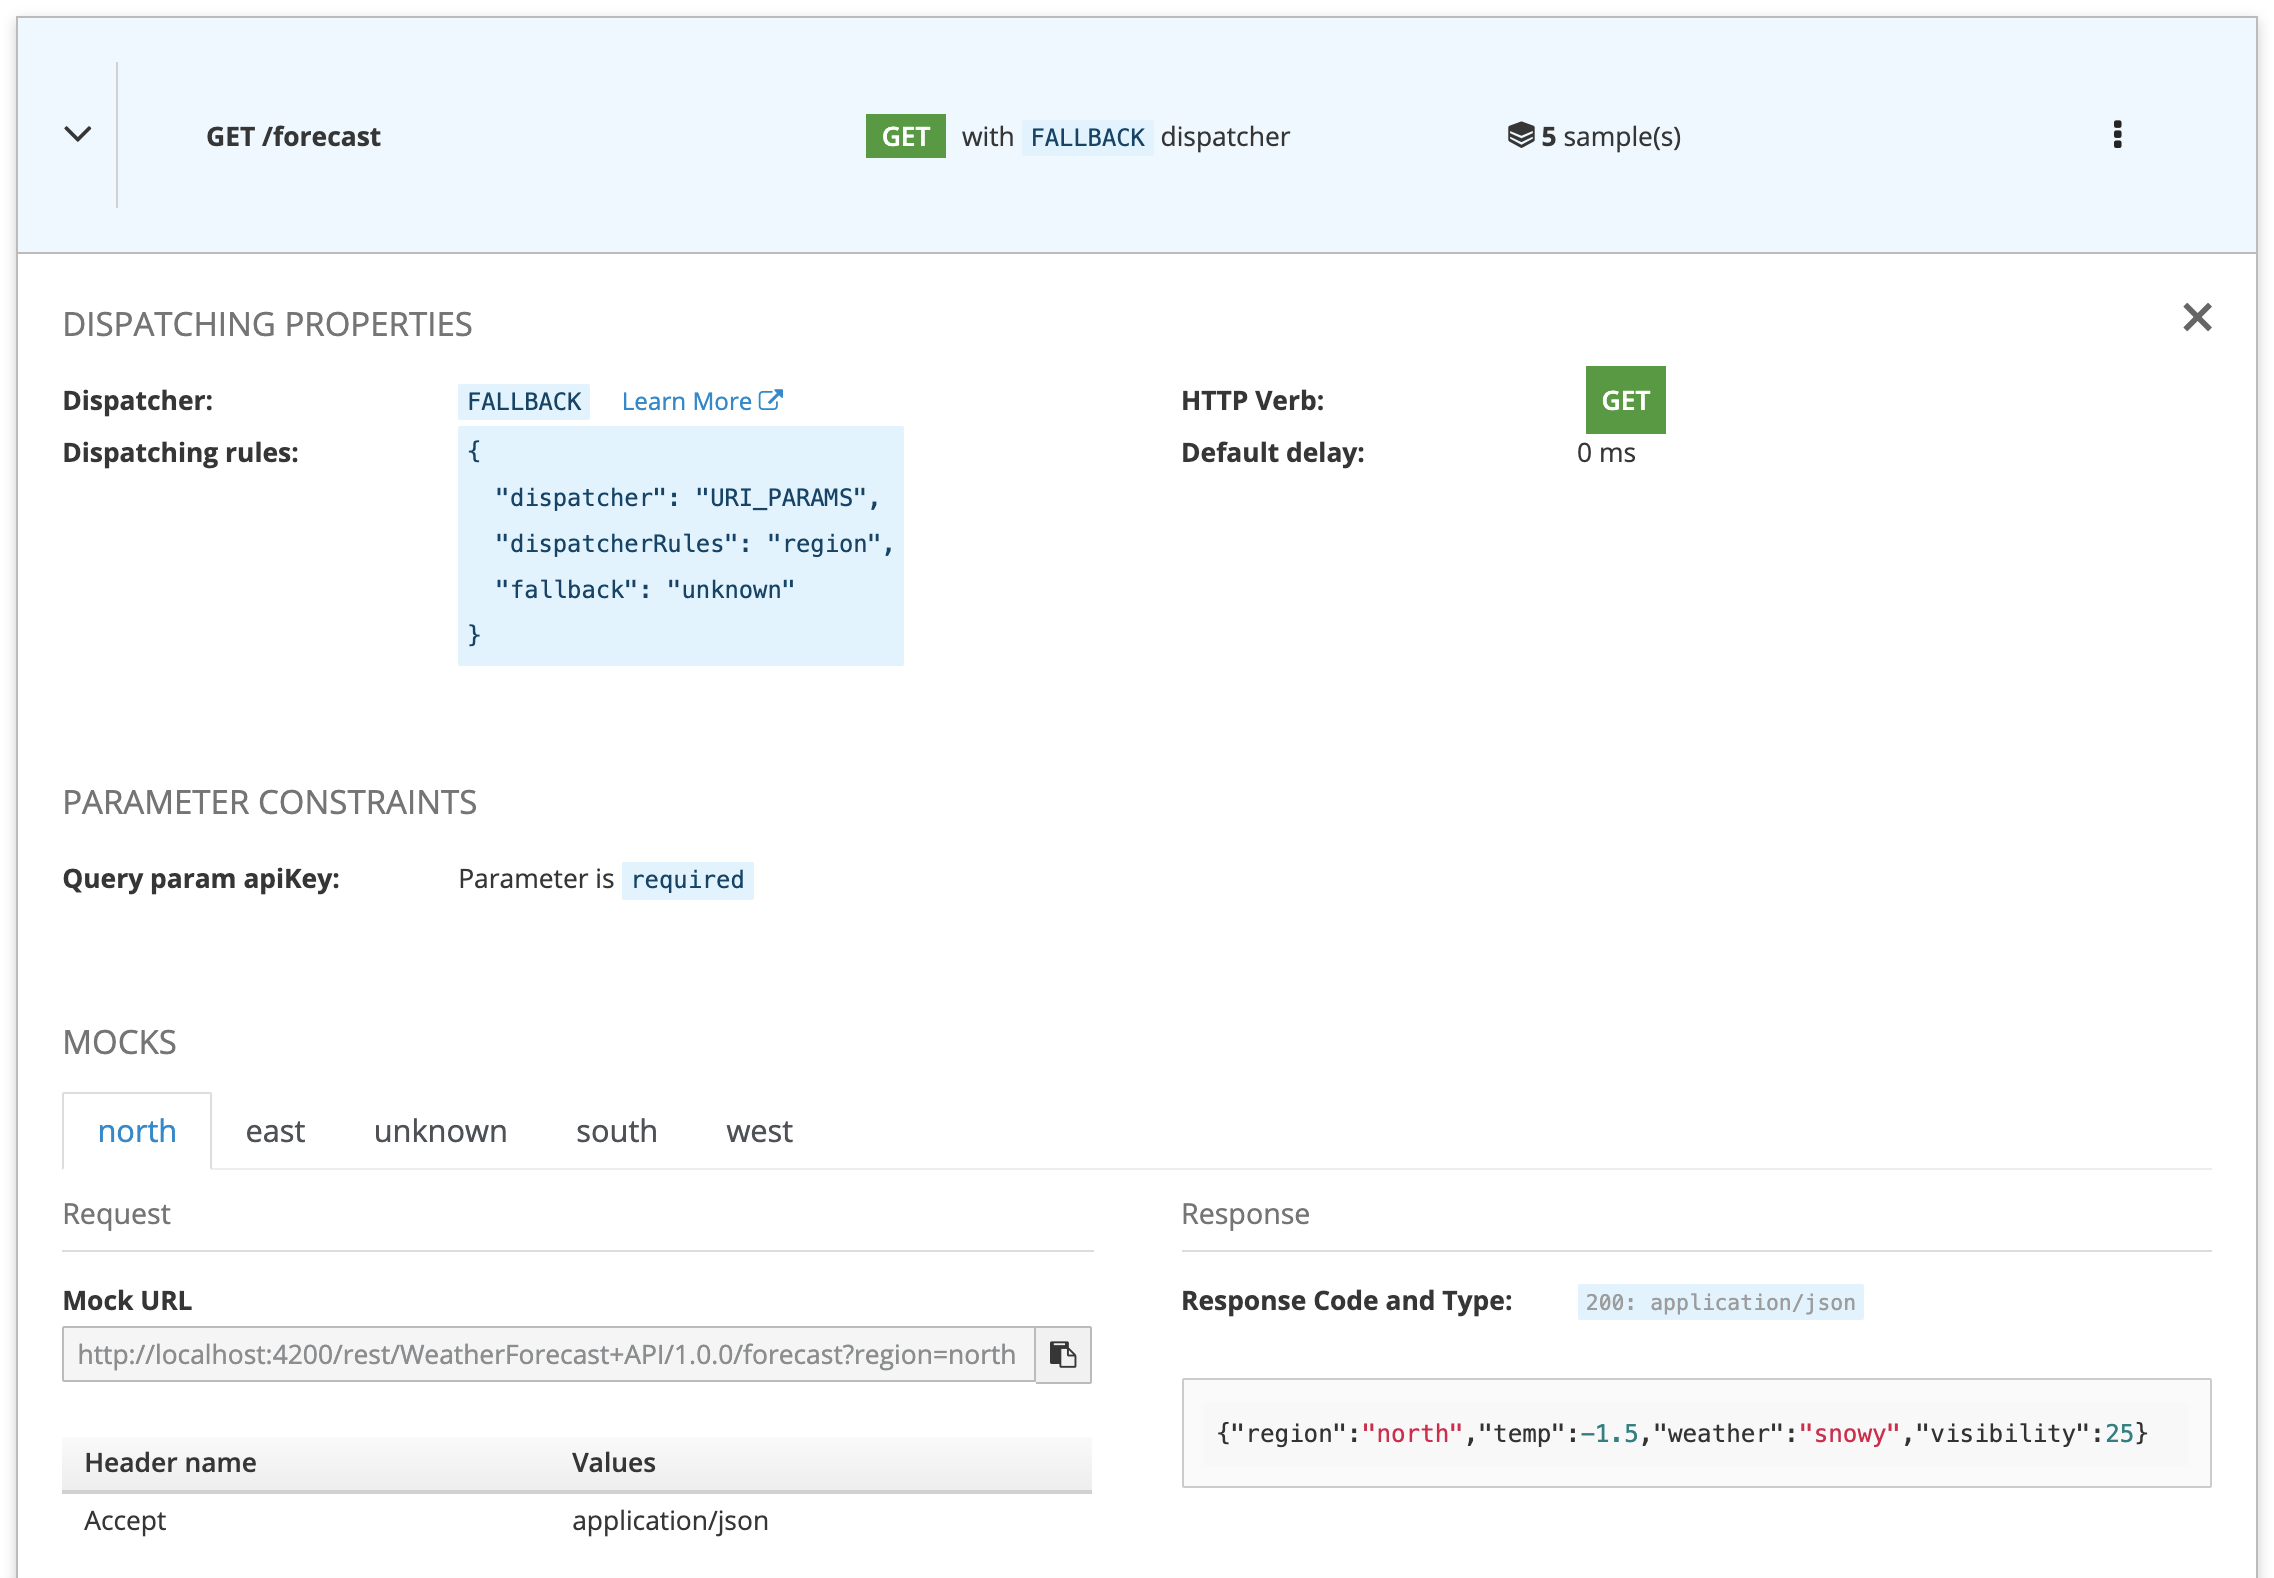 GET /forecast
GET with FALLBACK dispatcher
5 sample(s)
DISPATCHING PROPERTIES
Dispatcher: FALLBACK Learn More
Dispatching rules:
{
"dispatcher": "URI_PARAMS",
"dispatcherRules": "region",
"fallback": "unknown"
}
HTTP Verb: GET
Default delay: 0 ms
PARAMETER CONSTRAINTS
Query param apiKey: Parameter is required
MOCKS
north east unknown south west
Request
Mock URL
http://localhost:4200/rest/WeatherForecast+API/1.0.0/forecast?region=north
Header name Values
Accept application/json
Response
Response Code and Type: 200: application/json
{"region":"north","temp":-1.5,"weather":"snowy","visibility":25}